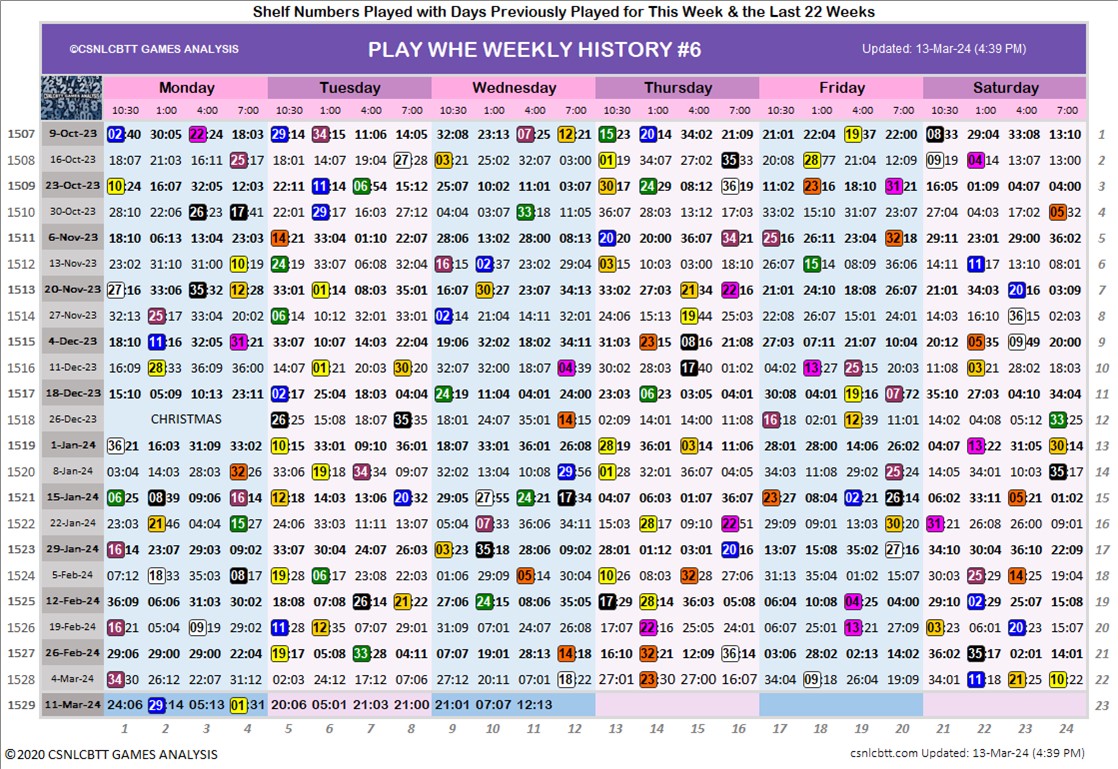 Shelf Numbers Played with Days Previously Played for This Week & the Last 22 Weeks
©CSNLCBTT GAMES ANALYSIS PLAY WHE WEEKLY HISTORY #6 Updated: 13-Mar-24 (4:39 PM)
Monday Tuesday Wednesday Thursday Friday Saturday
10:30 1:00 4:00 7:00 10:30 1:00 4:00 7:00 10:30 1:00 4:00 7:00 10:30 1:00 4:00 7:00 10:30 1:00 4:00 7:00 10:30 1:00 4:00 7:00
1507 9-Oct-23 02:40 30:05 22:24 18:03 29:14 34:15 11:06 14:05 32:08 23:13 07:25 12:21 15:23 20:14 34:02 21:09 21:01 22:04 19:37 22:00 08:33 29:04 33:08 13:10 1
1508 16-Oct-23 18:07 21:03 16:11 25:17 18:01 14:07 19:04 27:28 03:21 25:02 32:07 03:00 01:19 34:07 27:02 35:33 20:08 28:77 21:04 12:09 09:19 04:14 13:07 13:00 2
1509 23-Oct-23 10:24 16:07 32:05 12:03 22:11 11:14 06:54 15:12 25:07 10:02 11:01 03:07 30:17 24:29 08:12 36:19 11:02 23:16 18:10 31:21 16:05 01:09 04:07 04:00 3
1510 30-Oct-23 28:10 22:06 26:23 17:41 22:01 29:17 16:03 27:12 04:04 03:07 33:18 11:05 36:07 28:03 13:12 17:03 33:02 15:10 31:07 23:07 27:04 04:03 17:02 05:32 4
1511 6-Nov-23 18:10 06:13 13:04 23:03 14:21 33:04 01:10 22:07 28:06 13:02 28:00 08:13 20:20 20:00 36:07 34:21 25:16 26:11 23:04 32:18 29:11 23:01 29:00 36:02 5
1512 13-Nov-23 23:02 31:10 31:00 10:19 24:19 33:07 06:08 32:04 16:15 02:37 23:02 29:04 03:15 10:03 03:00 18:10 26:07 15:14 08:09 36:06 14:11 11:17 13:10 08:01 6
1513 20-Nov-23 27:16 33:06 35:32 12:28 33:01 01:14 08:03 35:01 16:07 30:27 23:07 34:13 33:02 27:03 21:34 22:16 01:09 24:10 18:08 26:07 21:01 34:07 20:16 03:09 7
1514 27-Nov-23 32:13 25:17 33:04 20:02 06:14 10:12 32:01 33:01 02:14 21:04 14:11 32:01 24:06 15:13 19:44 25:03 22:08 26:07 15:01 24:01 14:03 16:10 36:15 02:03 8
1515 4-Dec-23 18:10 11:16 32:05 31:21 33:07 10:07 14:03 22:04 19:06 32:02 18:02 34:11 31:03 23:15 08:16 21:08 27:03 07:11 21:07 10:04 20:12 05:35 09:49 20:00 9
1516 11-Dec-23 16:09 28:33 36:09 36:00 14:07 01:21 20:03 30:20 32:07 32:00 18:07 04:39 30:02 28:03 17:40 01:03 04:02 13:27 25:15 20:03 11:08 03:21 28:02 18:03 10
1517 18-Dec-23 15:10 05:09 10:13 23:11 02:17 25:04 18:03 04:04 24:19 11:04 04:01 24:00 23:03 06:23 03:05 04:01 30:08 04:01 19:16 07:72 35:10 27:03 04:10 34:04 11
1518 26-Dec-23 CHRISTMAS 26:25 15:08 18:07 35:18 09:12 24:07 35:01 14:15 02:03 14:01 14:00 11:08 16:18 02:01 12:39 11:01 14:02 04:08 05:12 33:25 12
1519 1-Jan-24 36:21 16:03 31:09 33:02 10:15 33:01 09:10 36:01 18:07 33:01 36:01 26:08 28:19 36:01 03:14 11:06 28:01 28:00 14:06 26:02 04:07 13:22 31:05 30:14 13
1520 8-Jan-24 03:04 14:03 28:03 32:26 33:06 19:18 34:34 09:07 32:02 13:04 10:08 29:56 01:28 32:01 36:07 04:05 34:03 11:08 29:02 25:24 14:05 34:01 10:03 35:17 14
1521 15-Jan-24 06:25 08:39 09:06 16:14 12:18 14:03 13:06 20:32 29:05 27:55 24:21 17:34 04:07 06:03 01:07 36:07 23:27 08:04 02:21 26:14 06:02 33:11 05:21 01:02 15
1522 22-Jan-24 23:03 21:46 04:04 15:27 24:06 33:03 11:11 13:07 05:04 07:33 36:06 34:11 15:03 28:17 09:10 22:51 29:09 09:01 13:03 30:20 31:21 26:08 26:00 09:01 16
1523 29-Jan-24 16:14 23:07 29:03 09:02 33:07 30:04 24:07 26:03 03:23 35:18 28:06 09:02 28:01 01:12 03:01 20:16 13:07 15:08 35:02 27:16 34:10 30:04 36:10 22:09 17
1524 5-Feb-24 07:12 18:33 35:03 08:17 19:28 06:17 23:08 22:03 01:06 29:09 05:14 30:04 10:26 08:03 32:28 27:06 31:13 35:04 01:02 15:07 30:03 25:29 14:25 19:04 18
1525 12-Feb-24 36:09 06:06 31:03 30:02 18:08 07:08 26:14 21:22 27:06 24:15 08:06 35:05 17:29 28:14 36:03 05:08 06:04 10:08 04:25 04:00 29:10 02:29 25:07 15:08 19
1526 19-Feb-24 16:21 05:04 09:19 29:02 11:28 12:35 07:07 29:01 31:09 07:01 24:07 26:08 17:07 22:16 25:05 24:01 06:07 25:01 13:21 27:09 03:23 06:01 20:23 15:07 20
1527 26-Feb-24 29:06 29:00 29:00 22:04 19:17 05:08 33:28 04:11 07:07 19:01 28:13 14:18 16:10 32:21 12:09 36:14 03:06 28:02 02:13 14:05 36:02 35:17 02:01 14:01 21
1528 4-Mar-24 34:30 26:12 22:07 31:12 02:03 24:12 17:12 07:06 27:12 20:11 07:01 18:22 27:01 23:30 27:00 16:07 34:04 09:18 26:04 19:09 34:01 11:18 21:25 10:22 22
1529 11-Mar-24 24:06 29:14 05:13 01:31 20:06 05:01 21:03 21:00 21:01 07:07 12:13 23
1 2 3 4 5 6 7 8 9 10 11 12 13 14 15 16 17 18 19 20 21 22 23 24
©2020 CSNLCBTT GAMES ANALYSIS csnlcbtt.com Updated: 13-Mar-24 (4:39 PM)